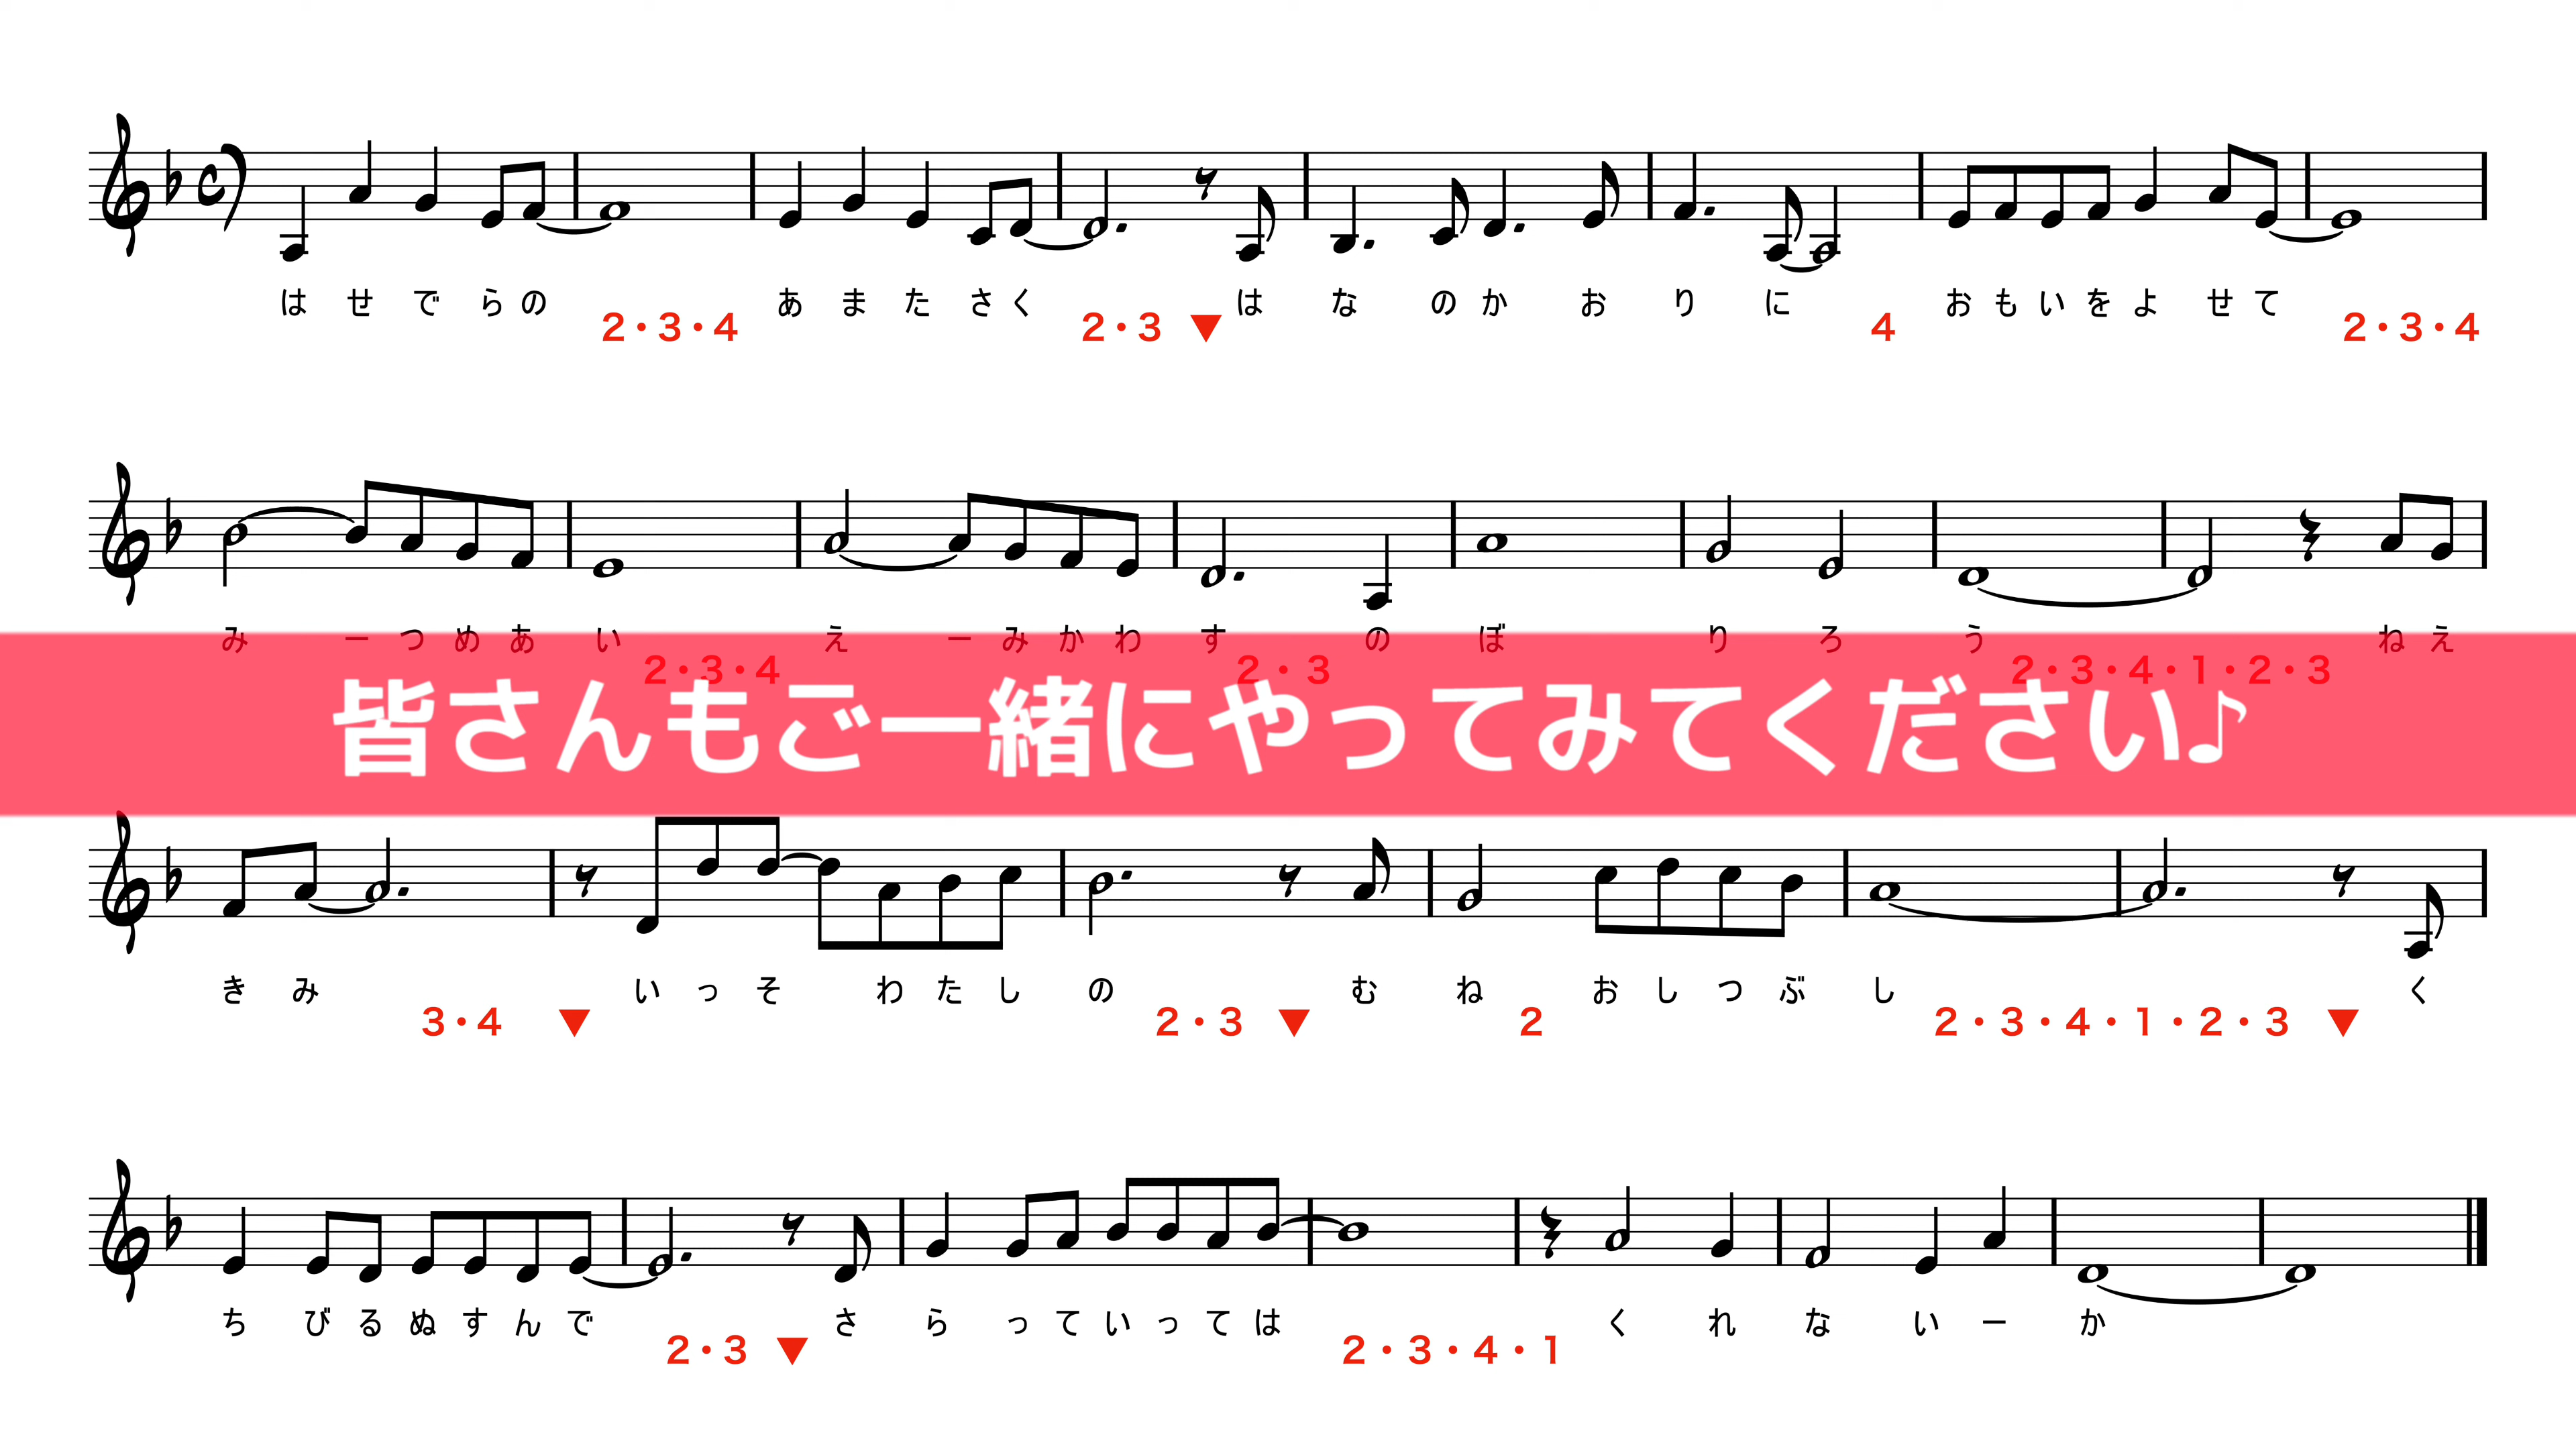 はせでらの あまたさく はなのかおりに おもいをよせて
2・3・4 2・3▼ 4 2・3・4
みーつめあい えーみかわす のぼりろう ねえ
2・3・4 2・3 2・3・4・1・2・3
皆さんもご一緒にやってみてください♪
きみ いっそわたしの むねおしつぶし く
3・4 ▼ 2・3 ▼ 2 2・3・4・1・2・3 ▼
ちびるぬすんで さらっていっては くれないーか
2・3 ▼ 2・3・4・1